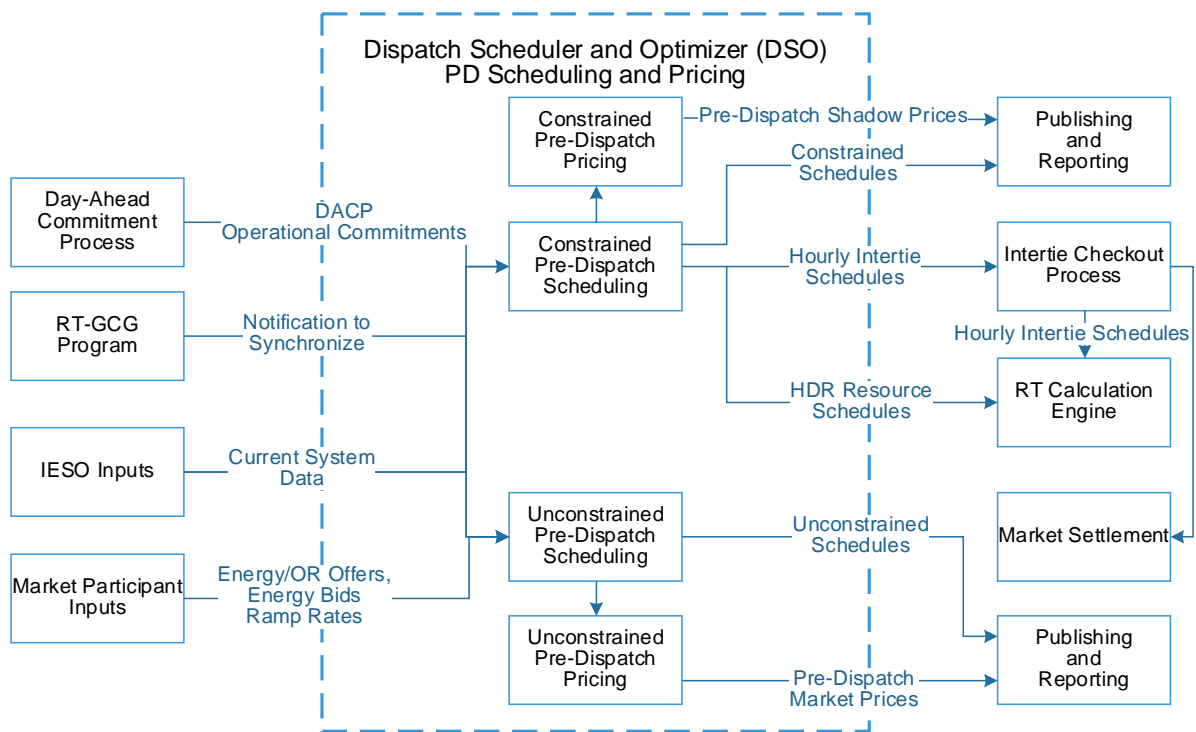 Dispatch Scheduler and Optimizer (DSO)
PD Scheduling and Pricing
Day-Ahead
Commitment
Process
RT-GCG
Program
IESO Inputs
Market Participant
Inputs
DACP
Operational Commitments
Notification to
Synchronize
Current System
Data
Energy/OR Offers,
Energy Bids
Ramp Rates
Constrained
Pre-Dispatch
Pricing
Constrained
Pre-Dispatch
Scheduling
Unconstrained
Pre-Dispatch
Scheduling
Unconstrained
Pre-Dispatch
Pricing
Pre-Dispatch Shadow Prices
Constrained
Schedules
Hourly Intertie
Schedules
HDR Resource
Schedules
Unconstrained
Schedules
Pre-Dispatch
Market Prices
Publishing
and
Reporting
Intertie Checkout
Process
Hourly Intertie Schedules
RT Calculation
Engine
Market Settlement
Publishing
and
Reporting